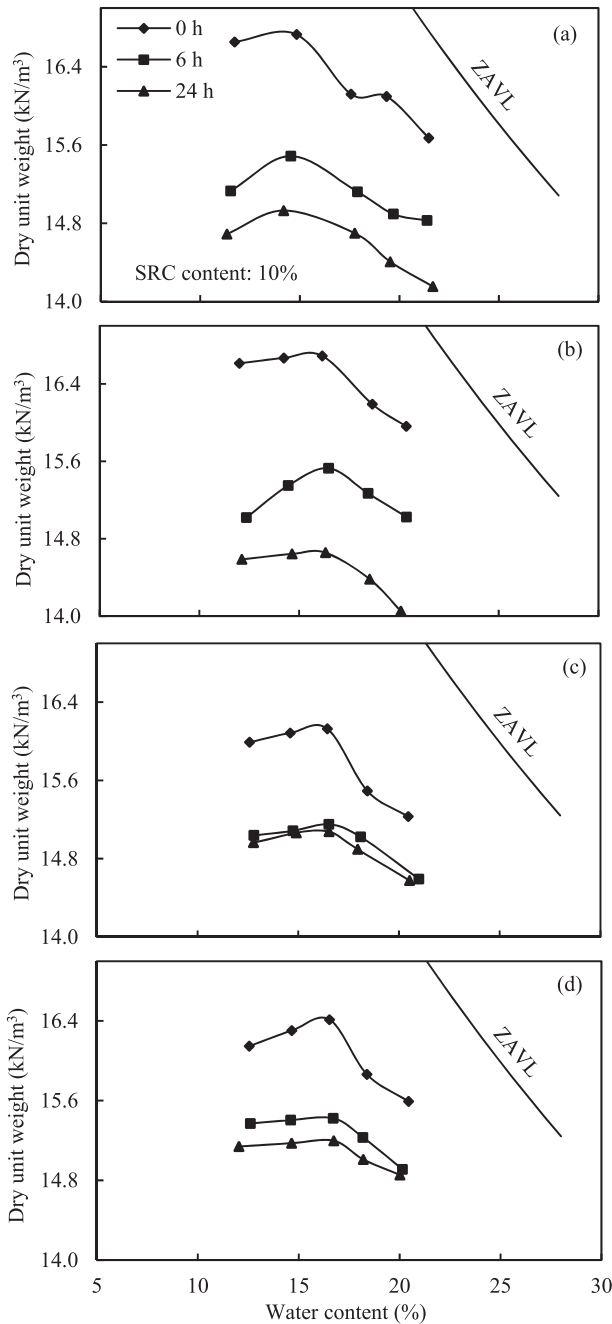 0 h
6 h
24 h
(a)
ZAVL
16.4
15.6
14.8
14.0
Dry unit weight (kN/m³)
SRC content: 10%
(b)
ZAVL
16.4
15.6
14.8
14.0
Dry unit weight (kN/m³)
(c)
ZAVL
16.4
15.6
14.8
14.0
Dry unit weight (kN/m³)
(d)
ZAVL
16.4
15.6
14.8
14.0
Dry unit weight (kN/m³)
5 10 15 20 25 30
Water content (%)